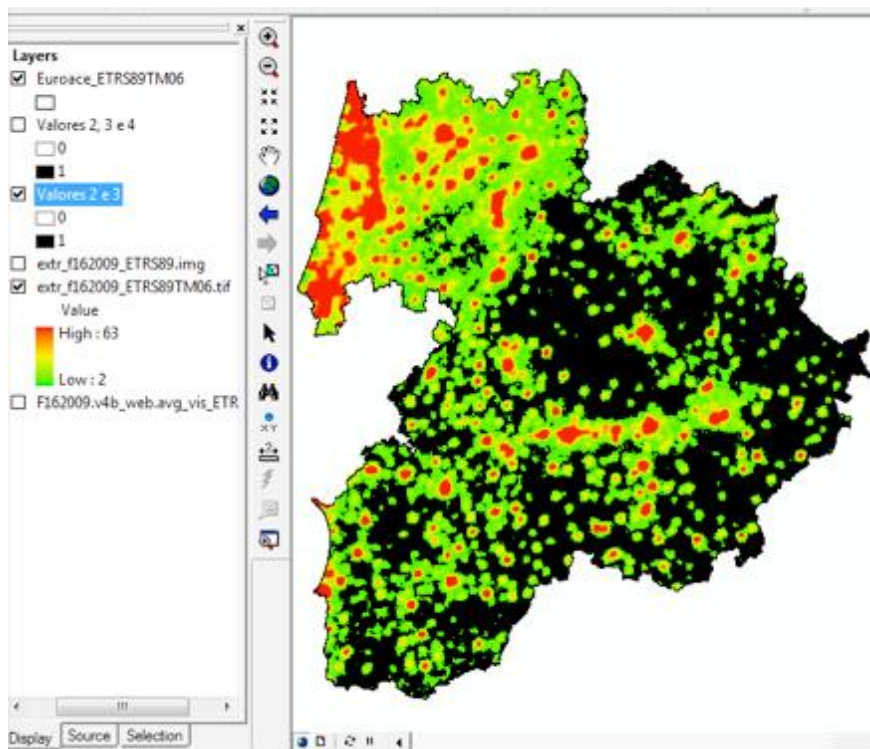 Layers
Euroace_ETRS89TM06
Valores 2, 3 e 4
0
1
Valores 2 e 3
0
1
extr_f162009_ETRS89.img
extr_f162009_ETRS89TM06.tif
Value
High : 63
Low : 2
F162009.v4b_web.avg_vis_ETR
Display Source Selection